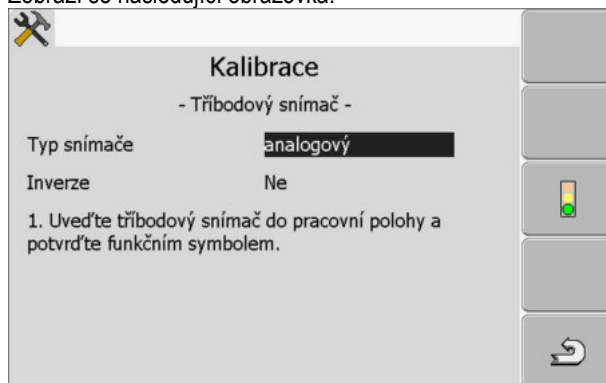 Zobrazí se následující obrazovka:
Kalibrace
- Tříbodový snímač -
Typ snímače analogový
Inverze Ne
1. Uveďte tříbodový snímač do pracovní polohy a
potvrďte funkčním symbolem.